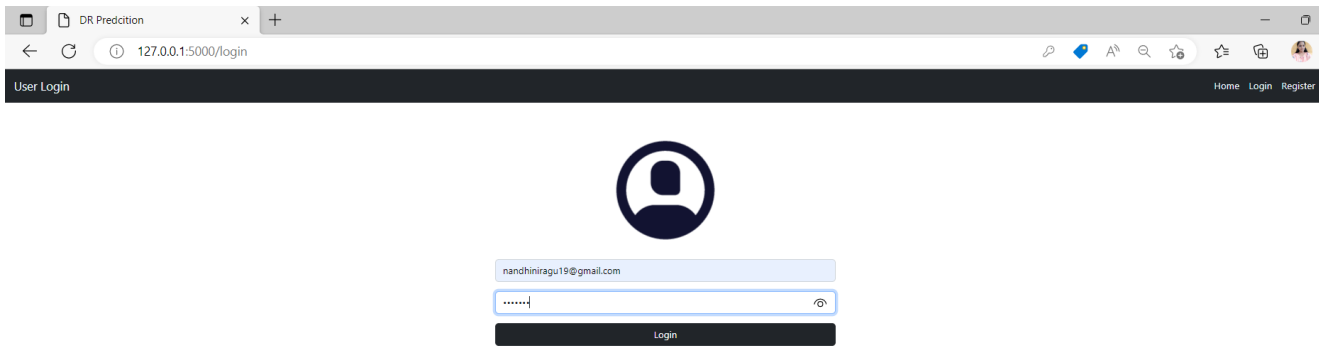 DR Predcition
127.0.0.1:5000/login
User Login
Home Login Register
nandhiniragu19@gmail.com
•••••••
Login